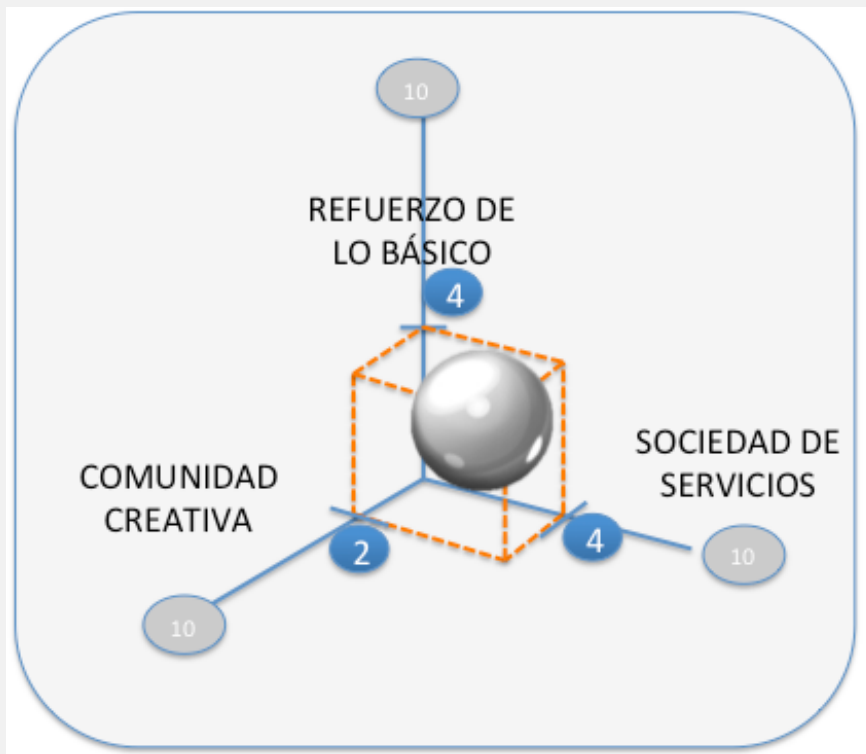 10
REFUERZO DE
LO BÁSICO
4
COMUNIDAD
CREATIVA
SOCIEDAD DE
SERVICIOS
2
4
10
10